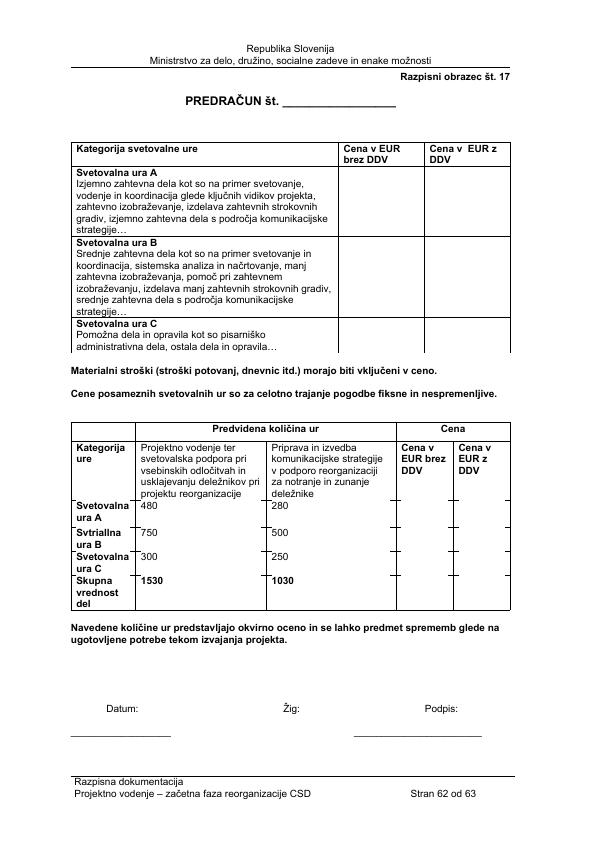 Republika Slovenija
Ministrstvo za delo, družino, socialne zadeve in enake možnosti
Razpisni obrazec št. 17
PREDRAČUN št. __________________
Kategorija svetovalne ure
Cena v EUR brez DDV
Cena v EUR z DDV
Svetovalna ura A
Izjemno zahtevna dela kot so na primer svetovanje,
vodenje in koordinacija glede ključnih vidikov projekta,
zahtevno izobraževanje, izdelava zahtevnih strokovnih
gradiv, izjemno zahtevna dela s področja komunikacijske
strategije…
Svetovalna ura B
Srednje zahtevna dela kot so na primer svetovanje in
koordinacija, sistemska analiza in načrtovanje, manj
zahtevna izobraževanja, pomoč pri zahtevnem
izobraževanju, izdelava manj zahtevnih strokovnih gradiv,
srednje zahtevna dela s področja komunikacijske
strategije…
Svetovalna ura C
Pomožna dela in opravila kot so pisarniško
administrativna dela, ostala dela in opravila…
Materialni stroški (stroški potovanj, dnevnic itd.) morajo biti vključeni v ceno.
Cene posameznih svetovalnih ur so za celotno trajanje pogodbe fiksne in nespremenljive.
Predvidena količina ur
Cena
Kategorija
ure
Projektno vodenje ter
svetovalska podpora pri
vsebinskih odločitvah in
usklajevanju deležnikov pri
projektu reorganizacije
Priprava in izvedba
komunikacijske strategije
v podporo reorganizaciji
za notranje in zunanje
deležnike
Cena v
EUR brez
DDV
Cena v
EUR z
DDV
Svetovalna
ura A
480
280
Svtriallna
ura B
750
500
Svetovalna
ura C
300
250
Skupna
vrednost
del
1530
1030
Navedene količine ur predstavljajo okvirno oceno in se lahko predmet sprememb glede na
ugotovljene potrebe tekom izvajanja projekta.
Datum:
Žig:
Podpis:
__________________
_______________________
Razpisna dokumentacija
Projektno vodenje – začetna faza reorganizacije CSD
Stran 62 od 63